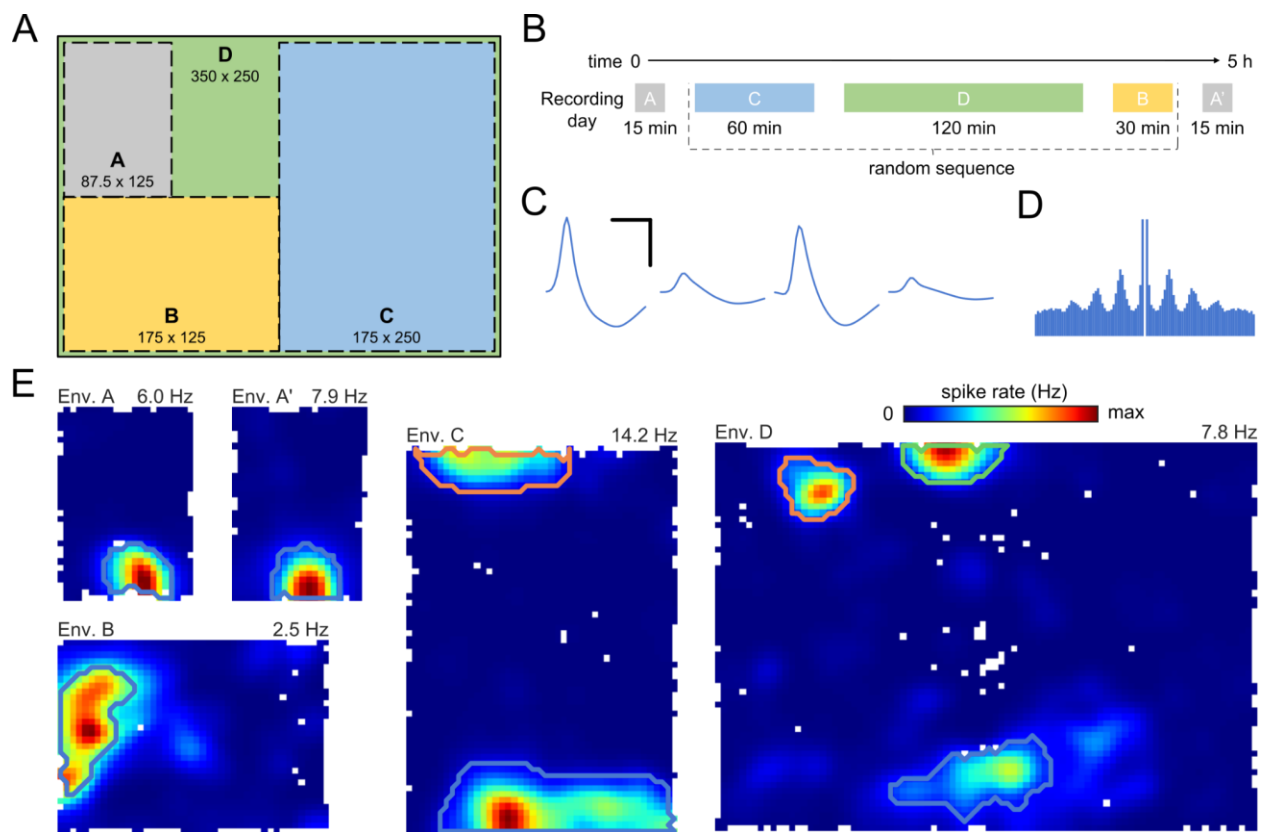 A
D
350 x 250
A
87.5 x 125
B
175 x 125
C
175 x 250
B
time 0
5 h
Recording day
A
C
D
B
A'
15 min
60 min
120 min
30 min
15 min
random sequence
C
D
E
Env. A 6.0 Hz
Env. A' 7.9 Hz
Env. B 2.5 Hz
Env. C 14.2 Hz
spike rate (Hz)
0
max
Env. D 7.8 Hz